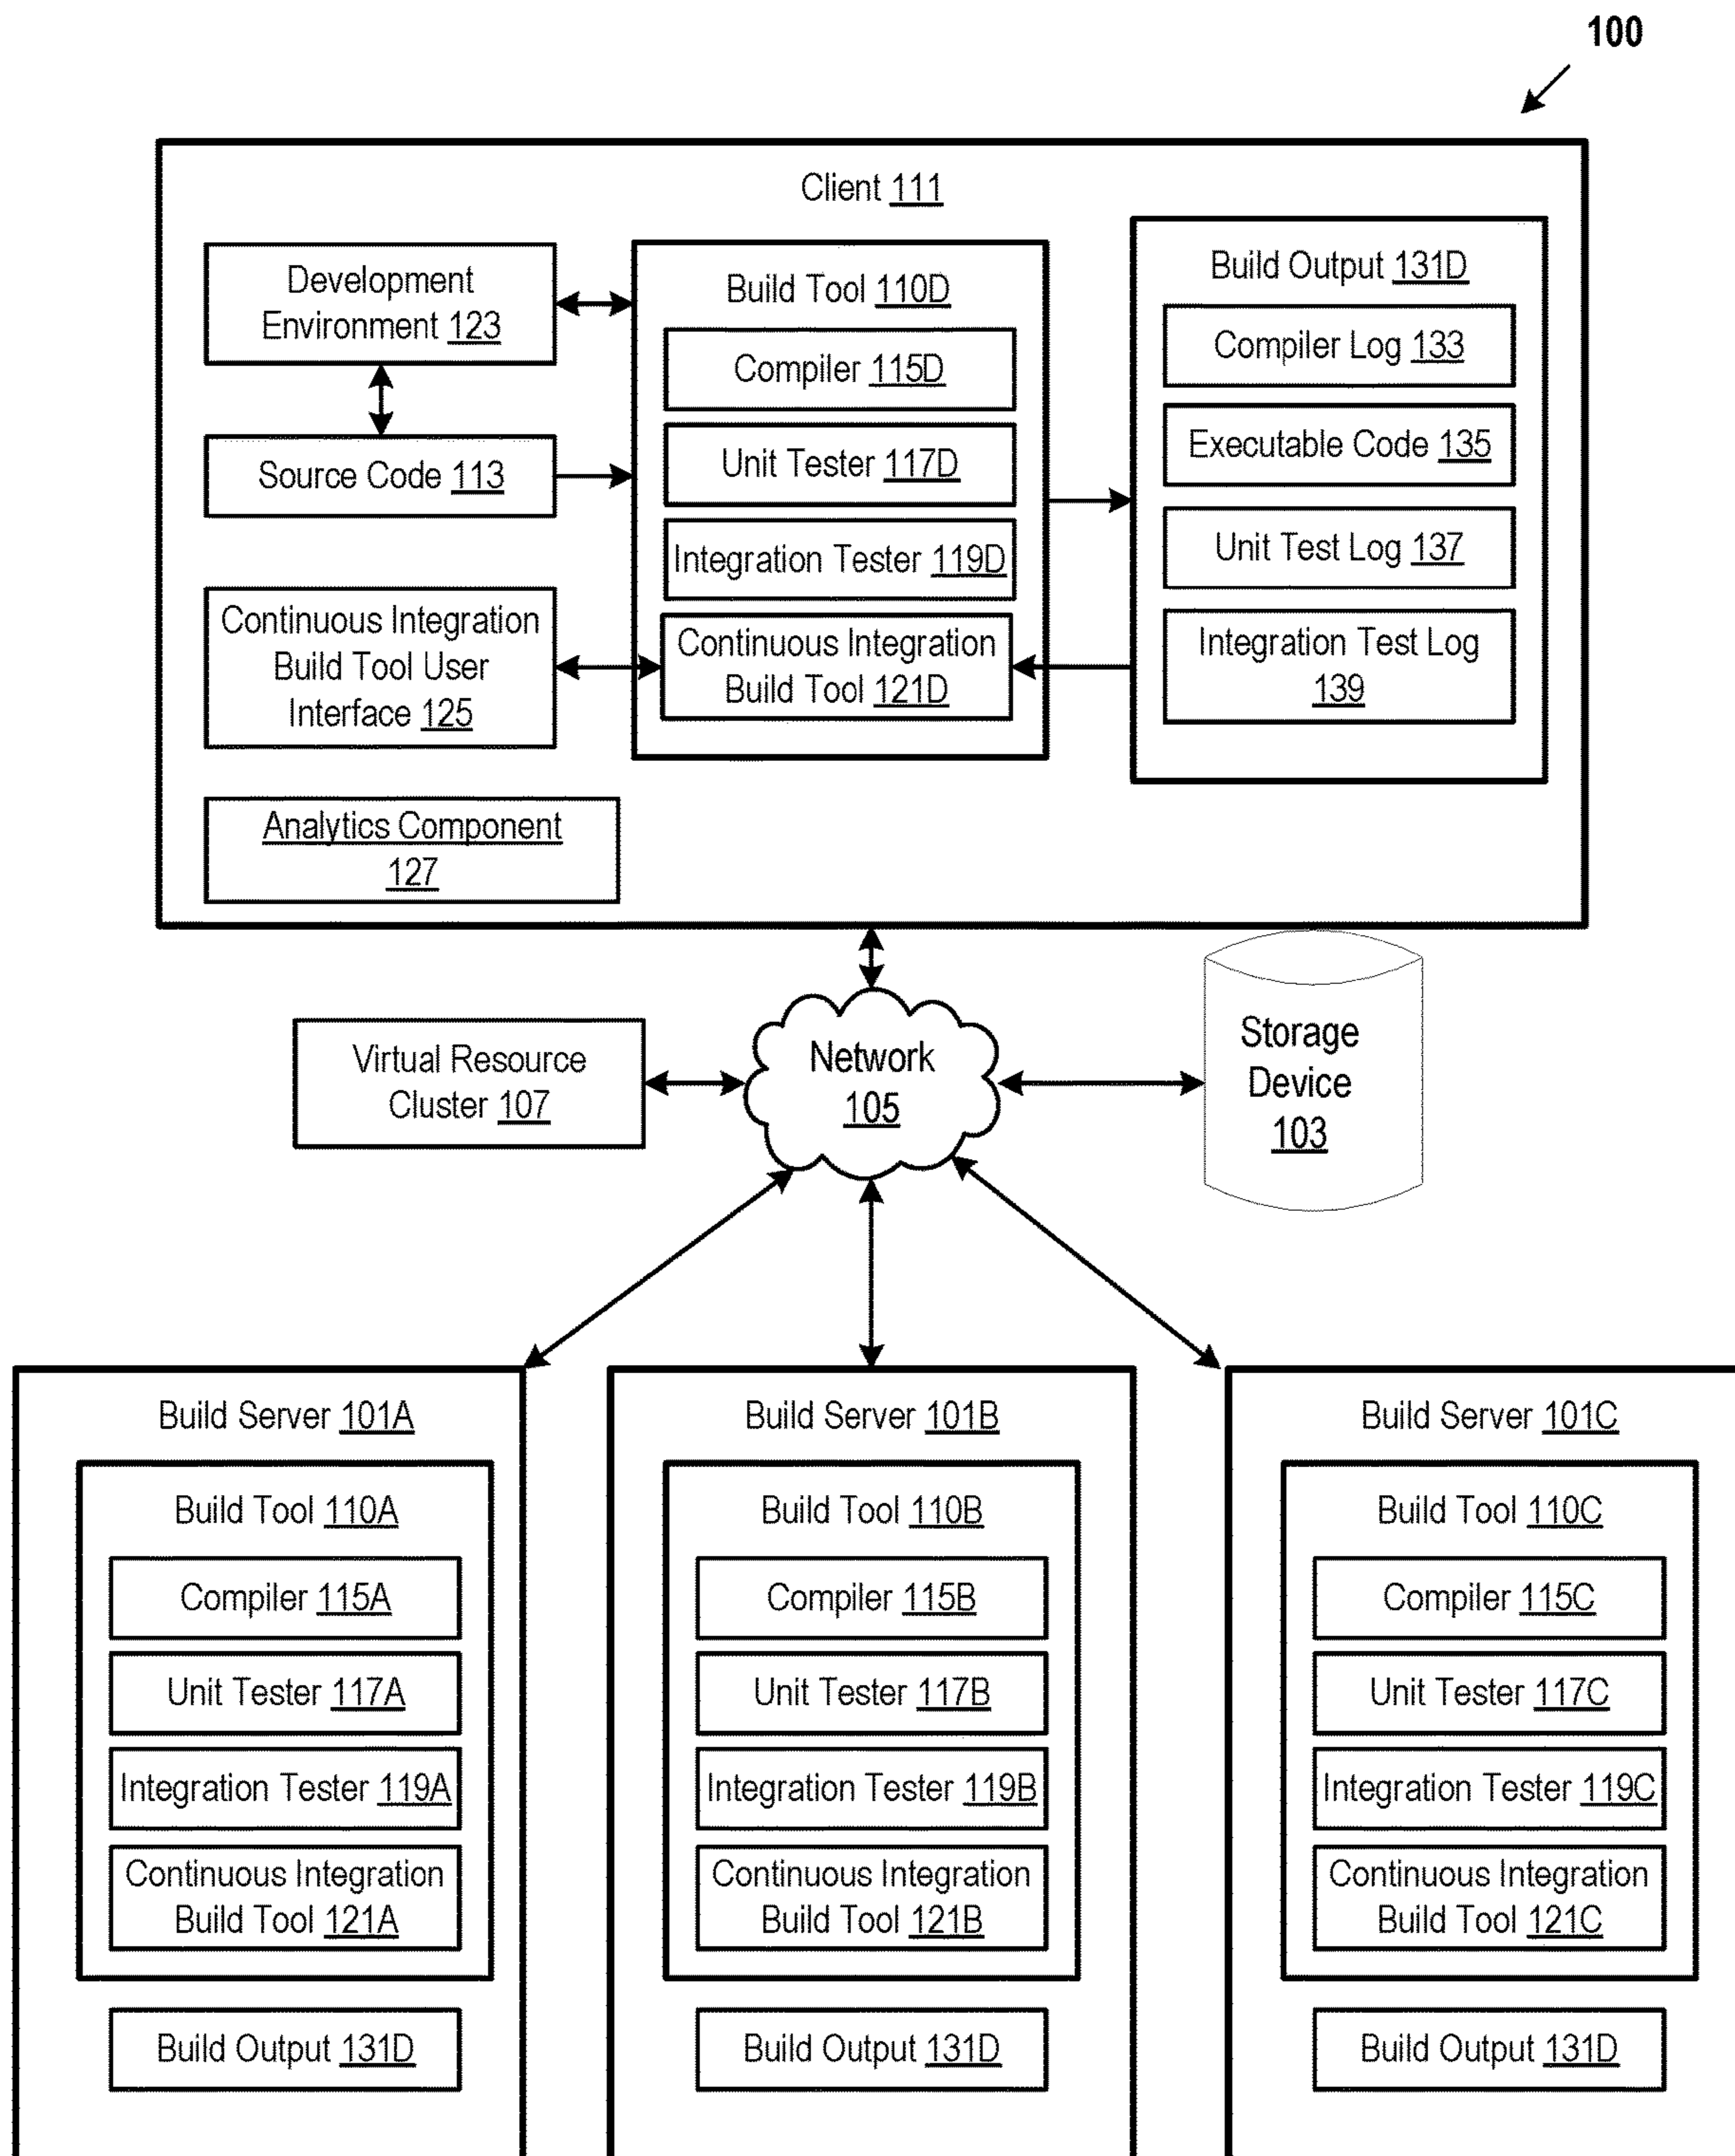 100
Client 111
Development
Environment 123
Source Code 113
Continuous Integration
Build Tool User
Interface 125
Analytics Component
127
Build Tool 110D
Compiler 115D
Unit Tester 117D
Integration Tester 119D
Continuous Integration
Build Tool 121D
Build Output 131D
Compiler Log 133
Executable Code 135
Unit Test Log 137
Integration Test Log
139
Virtual Resource
Cluster 107
Network
105
Storage
Device
103
Build Server 101A
Build Tool 110A
Compiler 115A
Unit Tester 117A
Integration Tester 119A
Continuous Integration
Build Tool 121A
Build Output 131D
Build Server 101B
Build Tool 110B
Compiler 115B
Unit Tester 117B
Integration Tester 119B
Continuous Integration
Build Tool 121B
Build Output 131D
Build Server 101C
Build Tool 110C
Compiler 115C
Unit Tester 117C
Integration Tester 119C
Continuous Integration
Build Tool 121C
Build Output 131D